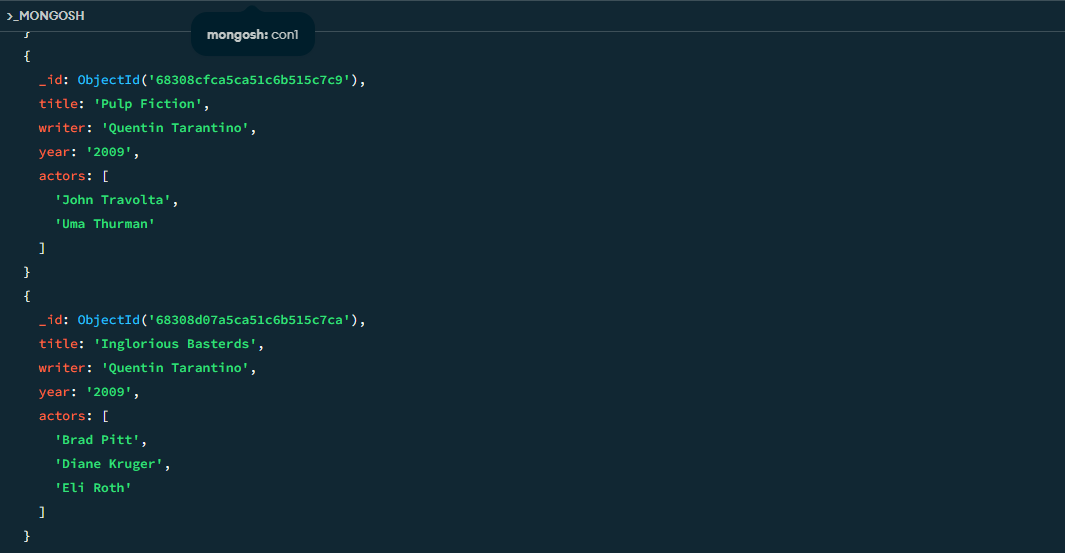 >_MONGOSH
mongosh: con1
}
{
_id: ObjectId('68308cfca5ca51c6b515c7c9'),
title: 'Pulp Fiction',
writer: 'Quentin Tarantino',
year: '2009',
actors: [
'John Travolta',
'Uma Thurman'
]
}
{
_id: ObjectId('68308d07a5ca51c6b515c7ca'),
title: 'Inglorious Basterds',
writer: 'Quentin Tarantino',
year: '2009',
actors: [
'Brad Pitt',
'Diane Kruger',
'Eli Roth'
]
}